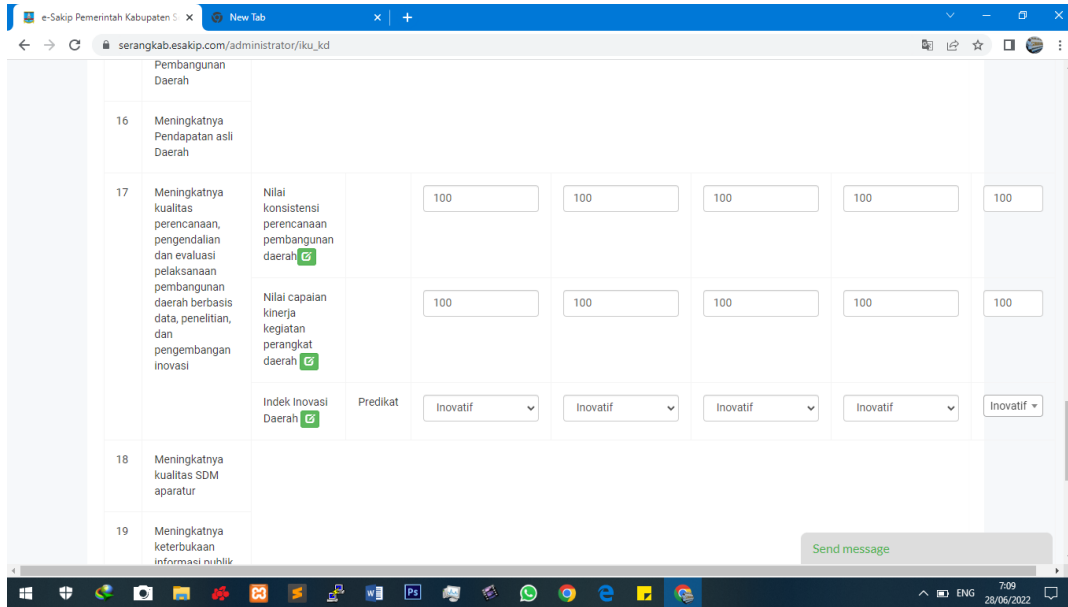 e-Sakip Pemerintah Kabupaten S
New Tab
serangkab.esakip.com/administrator/iku_kd
Pembangunan
Daerah
16
Meningkatnya
Pendapatan asli
Daerah
17
Meningkatnya
kualitas
perencanaan,
pengendalian
dan evaluasi
pelaksanaan
pembangunan
daerah berbasis
data, penelitian,
dan
pengembangan
inovasi
Nilai
konsistensi
perencanaan
pembangunan
daerah
100 100 100 100 100
Nilai capaian
kinerja
kegiatan
perangkat
daerah
100 100 100 100 100
Indek Inovasi
Daerah
Predikat
Inovatif Inovatif Inovatif Inovatif Inovatif
18
Meningkatnya
kualitas SDM
aparatur
19
Meningkatnya
keterbukaan
informasi publik
Send message
Ps
ENG
7:09
28/06/2022